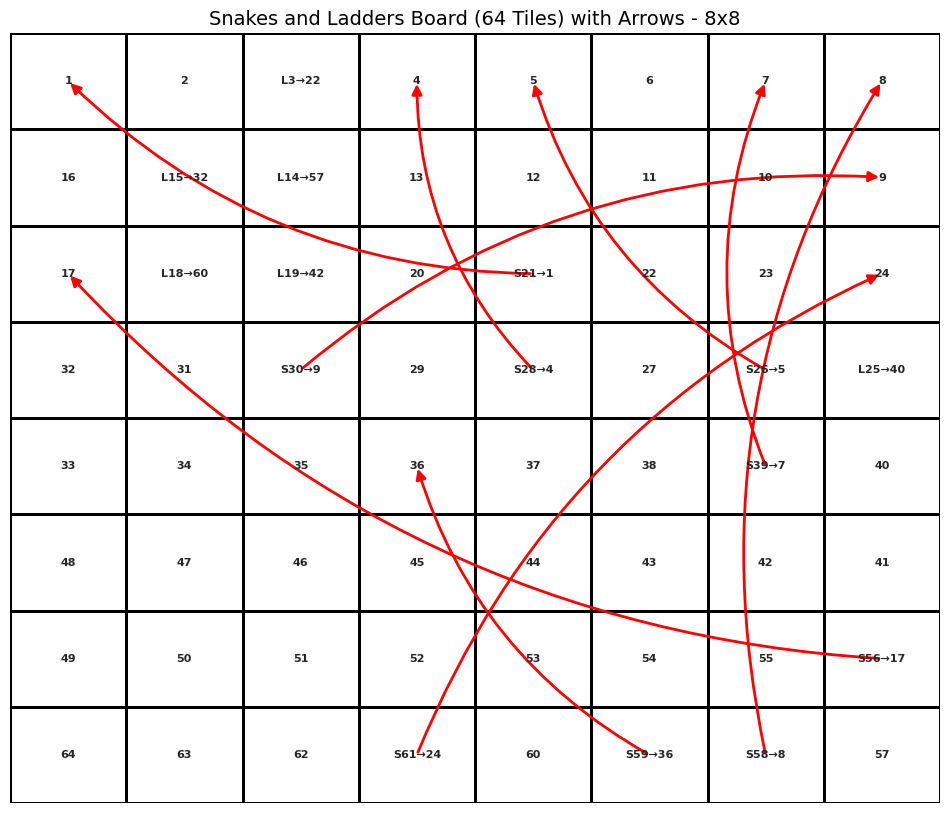 Snakes and Ladders Board (64 Tiles) with Arrows - 8x8
1 2 L3→22 4 5 6 7 8
16 L15→32 L14→57 13 12 11 10 9
17 L18→60 L19→42 20 S21→1 22 23 24
32 31 S30→9 29 S28→4 27 S26→5 L25→40
33 34 35 36 37 38 S39→7 40
48 47 46 45 44 43 42 41
49 50 51 52 53 54 55 S56→17
64 63 62 S61→24 60 S59→36 S58→8 57